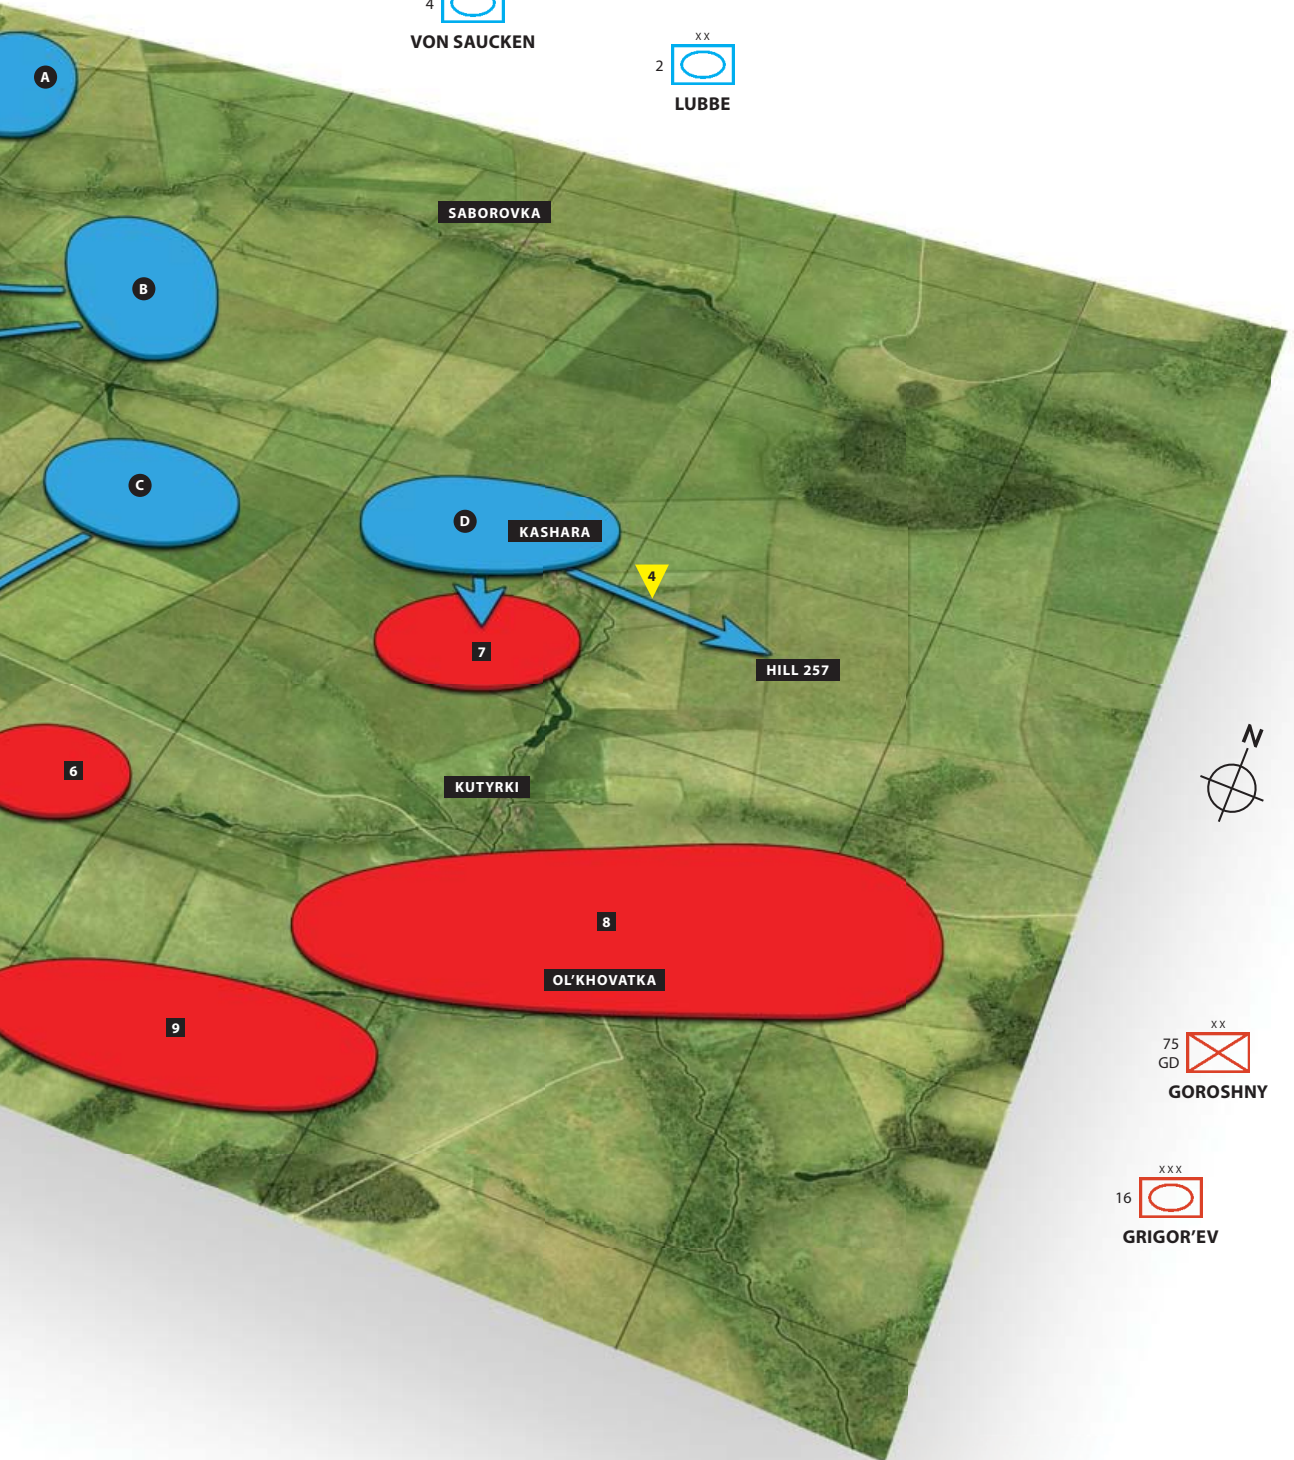 4
VON SAUCKEN
xx
2
LUBBE
A
SABOROVKA
B
C
D
KASHARA
4
7
HILL 257
N
6
KUTYRKI
8
OL'KHOVATKA
9
xx
75
GD
GOROSHNY
xxx
16
GRIGOR'EV